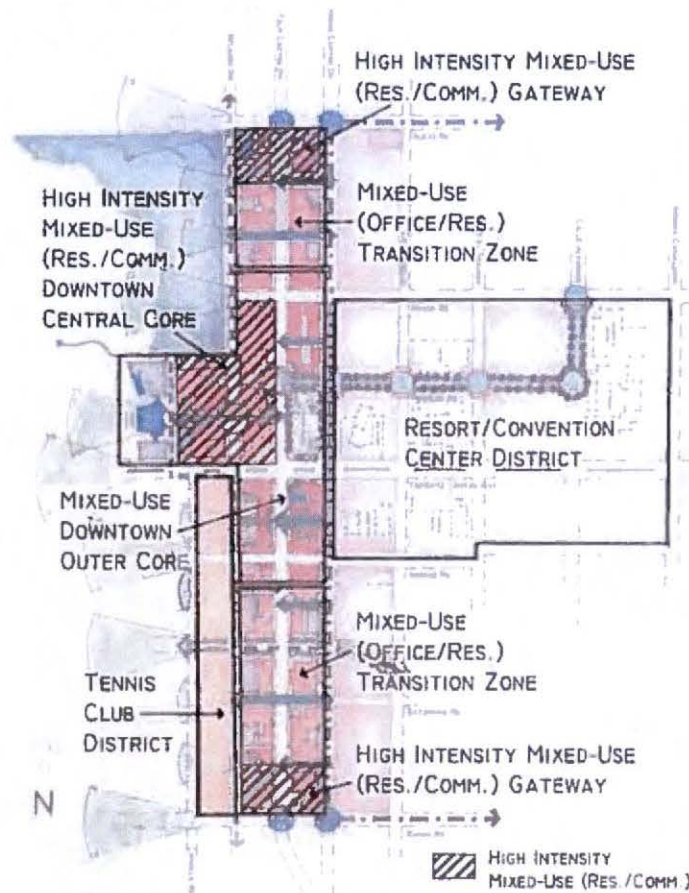 HIGH INTENSITY MIXED-USE
(RES./COMM.) GATEWAY
HIGH INTENSITY
MIXED-USE
(RES./COMM.)
DOWNTOWN
CENTRAL CORE
MIXED-USE
(OFFICE/RES.)
TRANSITION ZONE
RESORT/CONVENTION
CENTER DISTRICT
MIXED-USE
DOWNTOWN
OUTER CORE
MIXED-USE
(OFFICE/RES.)
TRANSITION ZONE
TENNIS
CLUB
DISTRICT
HIGH INTENSITY MIXED-USE
(RES./COMM.) GATEWAY
N
HIGH INTENSITY
MIXED-USE (RES./COMM.)